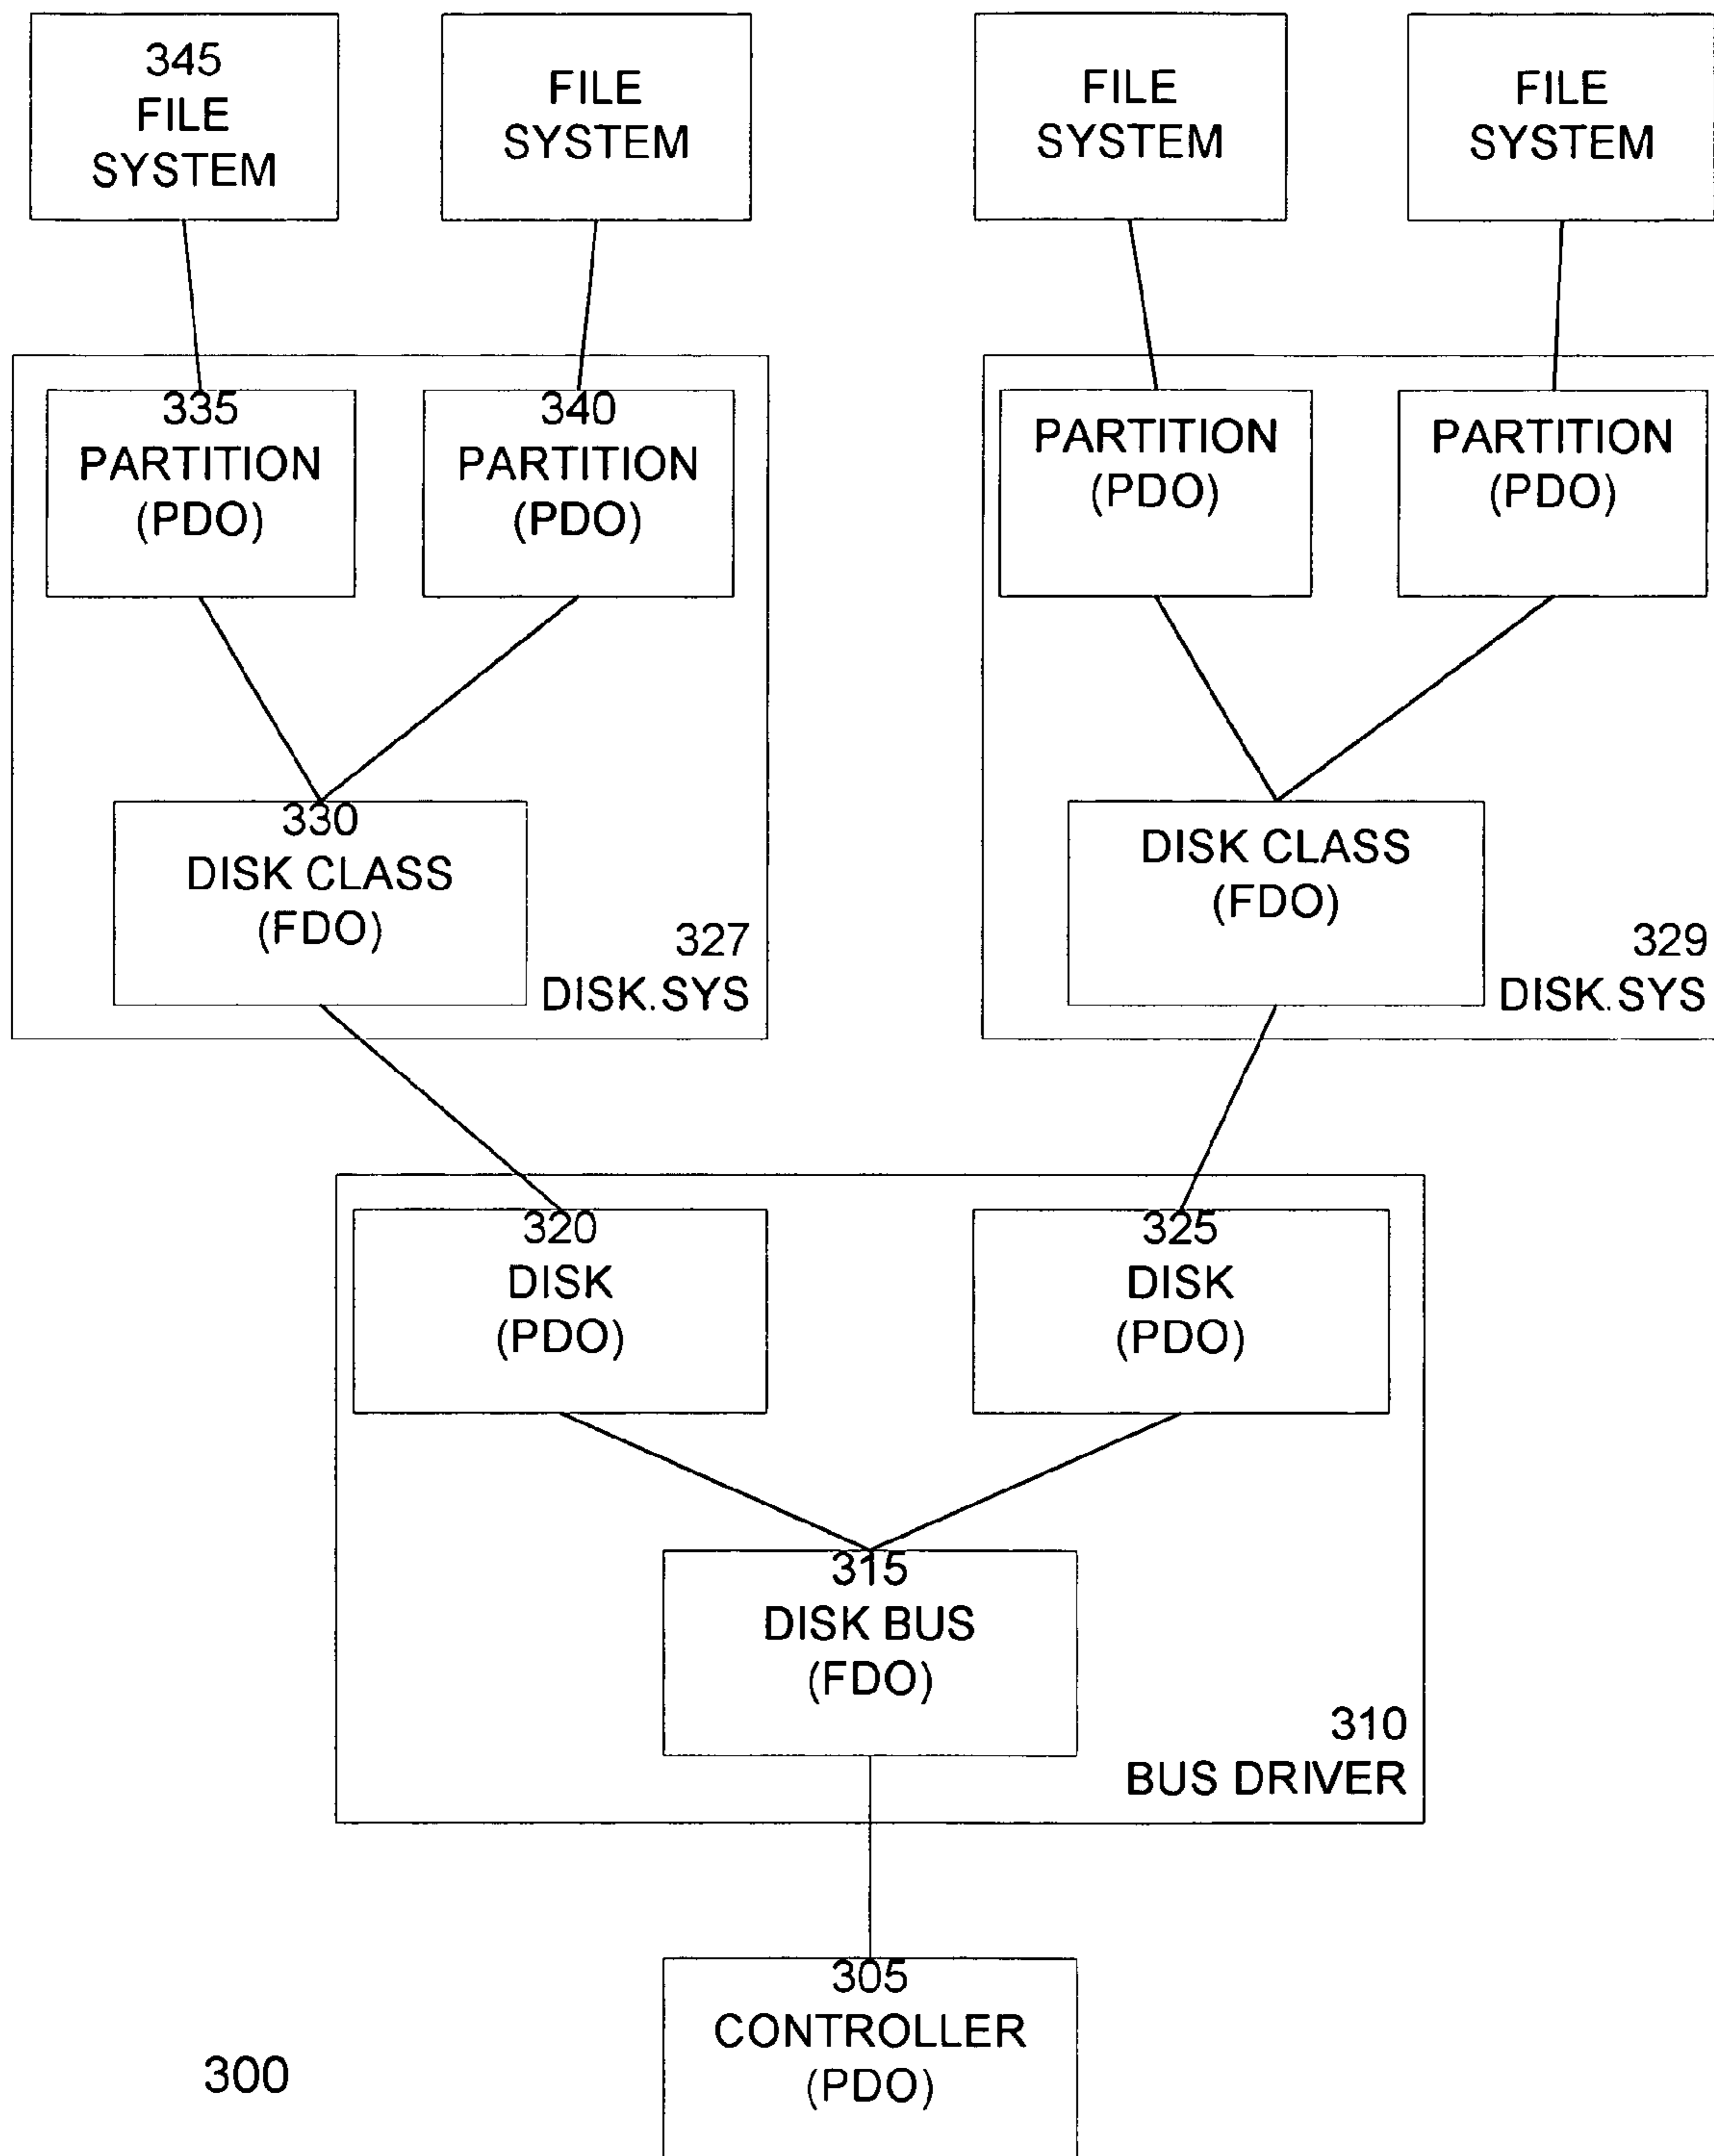 345
FILE
SYSTEM
FILE
SYSTEM
FILE
SYSTEM
FILE
SYSTEM
335
PARTITION
(PDO)
340
PARTITION
(PDO)
PARTITION
(PDO)
PARTITION
(PDO)
330
DISK CLASS
(FDO)
327
DISK.SYS
DISK CLASS
(FDO)
329
DISK.SYS
320
DISK
(PDO)
325
DISK
(PDO)
315
DISK BUS
(FDO)
310
BUS DRIVER
305
CONTROLLER
(PDO)
300